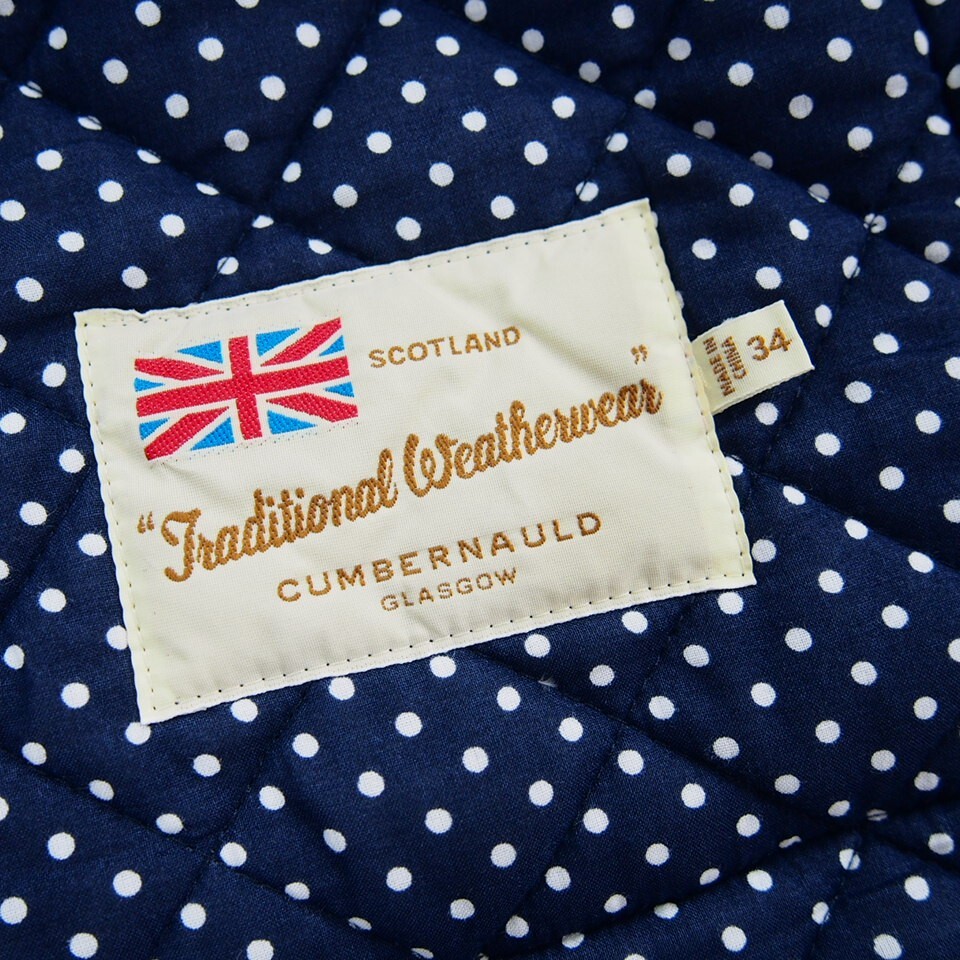 SCOTLAND
“Traditional Weatherwear”
CUMBERNAULD
GLASGOW
MADE IN
CHINA
34